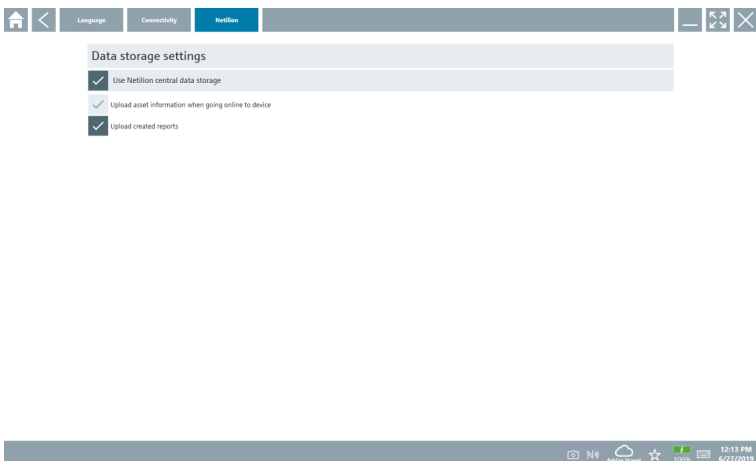 Language Connectivity Netilion
Data storage settings
Use Netilion central data storage
Upload asset information when going online to device
Upload created reports
12:13 PM
100% 6/27/2019